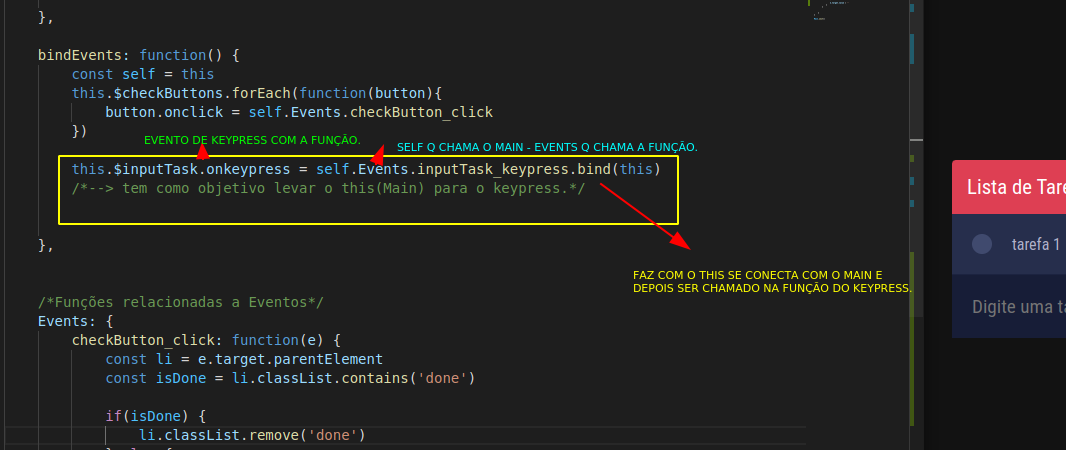 },
bindEvents: function() {
const self = this
this.$checkButtons.forEach(function(button){
button.onclick = self.Events.checkButton_click
})
EVENTO DE KEYPRESS COM A FUNÇÃO.
SELF Q CHAMA O MAIN - EVENTS Q CHAMA A FUNÇÃO.
this.$inputTask.onkeypress = self.Events.inputTask_keypress.bind(this)
/*--> tem como objetivo levar o this(Main) para o keypress.*/
},
FAZ COM O THIS SE CONECTA COM O MAIN E
DEPOIS SER CHAMADO NA FUNÇÃO DO KEYPRESS.
/*Funções relacionadas a Eventos*/
Events: {
checkButton_click: function(e) {
const li = e.target.parentElement
const isDone = li.classList.contains('done')
if(isDone) {
li.classList.remove('done')
Lista de Tare
tarefa 1
Digite uma ta